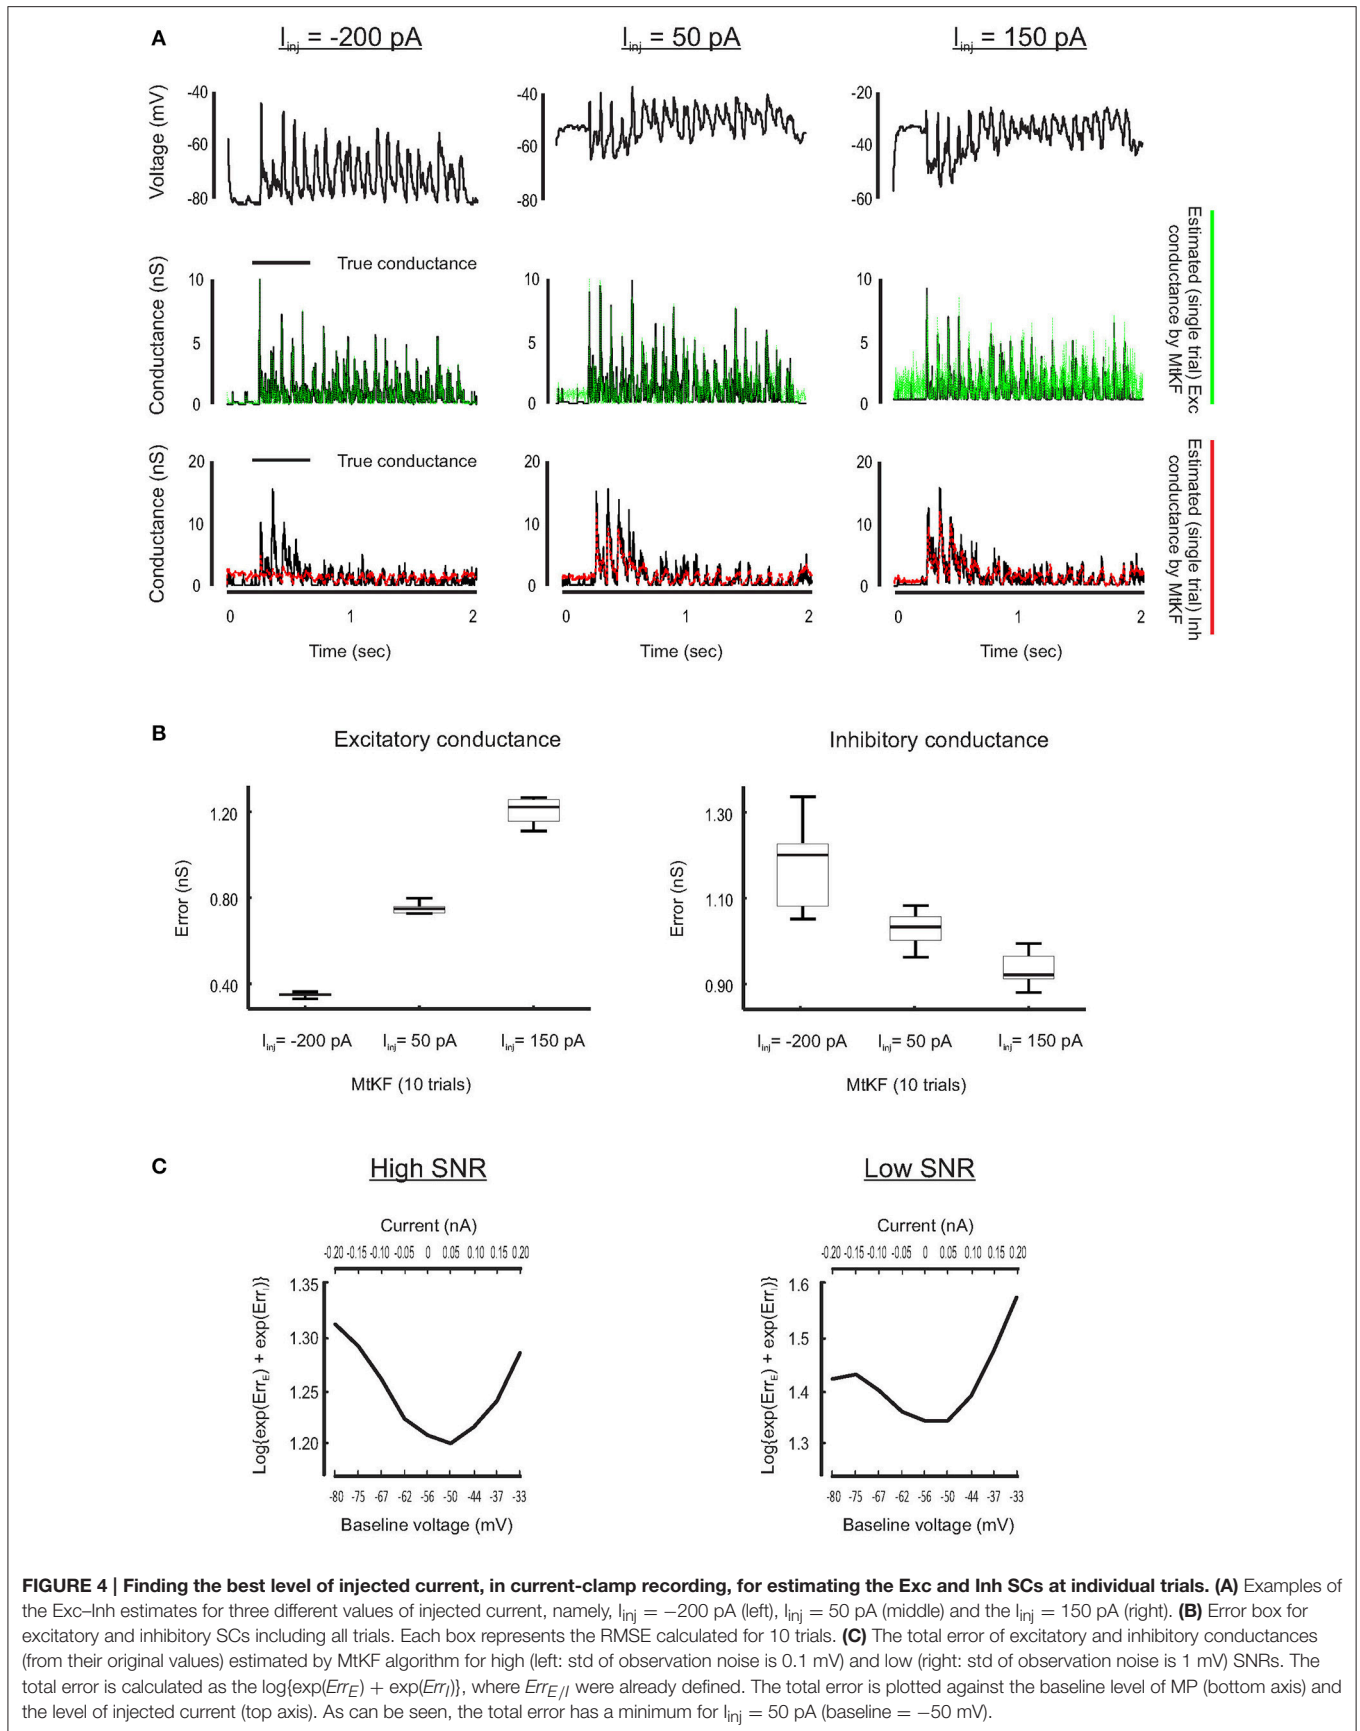 A
I_inj = -200 pA
I_inj = 50 pA
I_inj = 150 pA
Voltage (mV)
-40
-60
-80
-40
-60
-80
-20
-40
-60
Conductance (nS)
10
5
0
True conductance
10
5
0
10
5
0
Estimated (single trial) Exc
conductance by MtKF
Conductance (nS)
20
10
0
True conductance
20
10
0
20
10
0
Estimated (single trial) Inh
conductance by MtKF
0 1 2
0 1 2
0 1 2
Time (sec)
Time (sec)
Time (sec)
B
Excitatory conductance
Error (nS)
1.20
0.80
0.40
I_inj= -200 pA
I_inj= 50 pA
I_inj= 150 pA
MtKF (10 trials)
Inhibitory conductance
Error (nS)
1.30
1.10
0.90
I_inj= -200 pA
I_inj= 50 pA
I_inj= 150 pA
MtKF (10 trials)
C
High SNR
Current (nA)
-0.20 -0.15 -0.10 -0.05 0 0.05 0.10 0.15 0.20
Log{exp(Err_E) + exp(Err_I)}
1.35
1.30
1.25
1.20
-80 -75 -67 -62 -56 -50 -44 -37 -33
Baseline voltage (mV)
Low SNR
Current (nA)
-0.20 -0.15 -0.10 -0.05 0 0.05 0.10 0.15 0.20
Log{exp(Err_E) + exp(Err_I)}
1.6
1.5
1.4
1.3
-80 -75 -67 -62 -56 -50 -44 -37 -33
Baseline voltage (mV)
FIGURE 4 | Finding the best level of injected current, in current-clamp recording, for estimating the Exc and Inh SCs at individual trials. (A) Examples of
the Exc–Inh estimates for three different values of injected current, namely, I_inj = −200 pA (left), I_inj = 50 pA (middle) and the I_inj = 150 pA (right). (B) Error box for
excitatory and inhibitory SCs including all trials. Each box represents the RMSE calculated for 10 trials. (C) The total error of excitatory and inhibitory conductances
(from their original values) estimated by MtKF algorithm for high (left: std of observation noise is 0.1 mV) and low (right: std of observation noise is 1 mV) SNRs. The
total error is calculated as the log{exp(Err_E) + exp(Err_I)}, where Err_E/I were already defined. The total error is plotted against the baseline level of MP (bottom axis) and
the level of injected current (top axis). As can be seen, the total error has a minimum for I_inj = 50 pA (baseline = −50 mV).